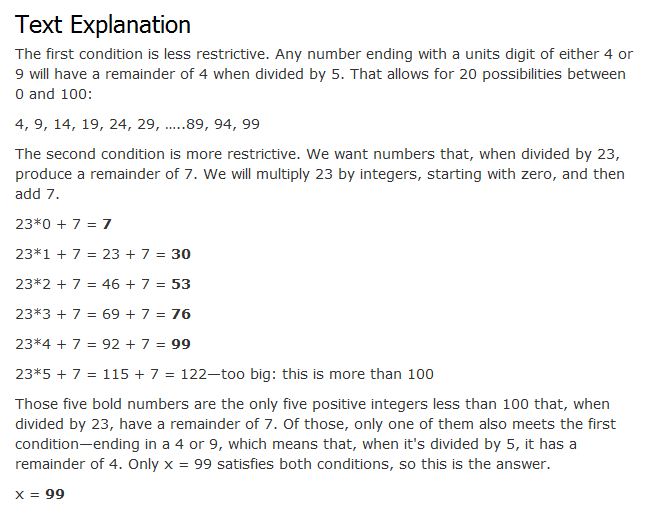 Text Explanation
The first condition is less restrictive. Any number ending with a units digit of either 4 or
9 will have a remainder of 4 when divided by 5. That allows for 20 possibilities between
0 and 100:
4, 9, 14, 19, 24, 29, .....89, 94, 99
The second condition is more restrictive. We want numbers that, when divided by 23,
produce a remainder of 7. We will multiply 23 by integers, starting with zero, and then
add 7.
23*0 + 7 = 7
23*1 + 7 = 23 + 7 = 30
23*2 + 7 = 46 + 7 = 53
23*3 + 7 = 69 + 7 = 76
23*4 + 7 = 92 + 7 = 99
23*5 + 7 = 115 + 7 = 122—too big: this is more than 100
Those five bold numbers are the only five positive integers less than 100 that, when
divided by 23, have a remainder of 7. Of those, only one of them also meets the first
condition—ending in a 4 or 9, which means that, when it's divided by 5, it has a
remainder of 4. Only x = 99 satisfies both conditions, so this is the answer.
x = 99